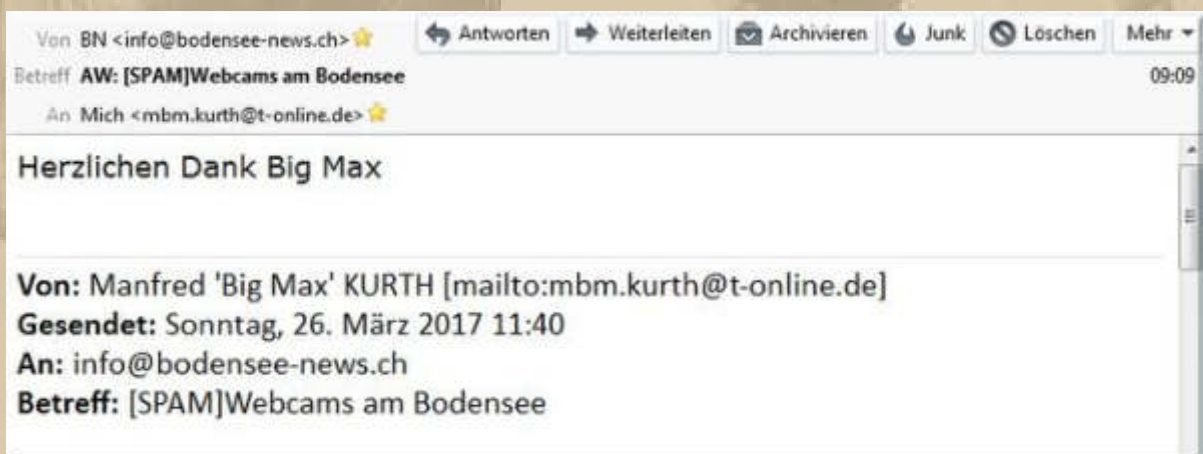 Von BN <info@bodensee-news.ch> Antworten Weiterleiten Archivieren Junk Löschen Mehr
Betreff AW: [SPAM]Webcams am Bodensee 09:09
An Mich <mbm.kurth@t-online.de>
Herzlichen Dank Big Max
Von: Manfred 'Big Max' KURTH [mailto:mbm.kurth@t-online.de]
Gesendet: Sonntag, 26. März 2017 11:40
An: info@bodensee-news.ch
Betreff: [SPAM]Webcams am Bodensee